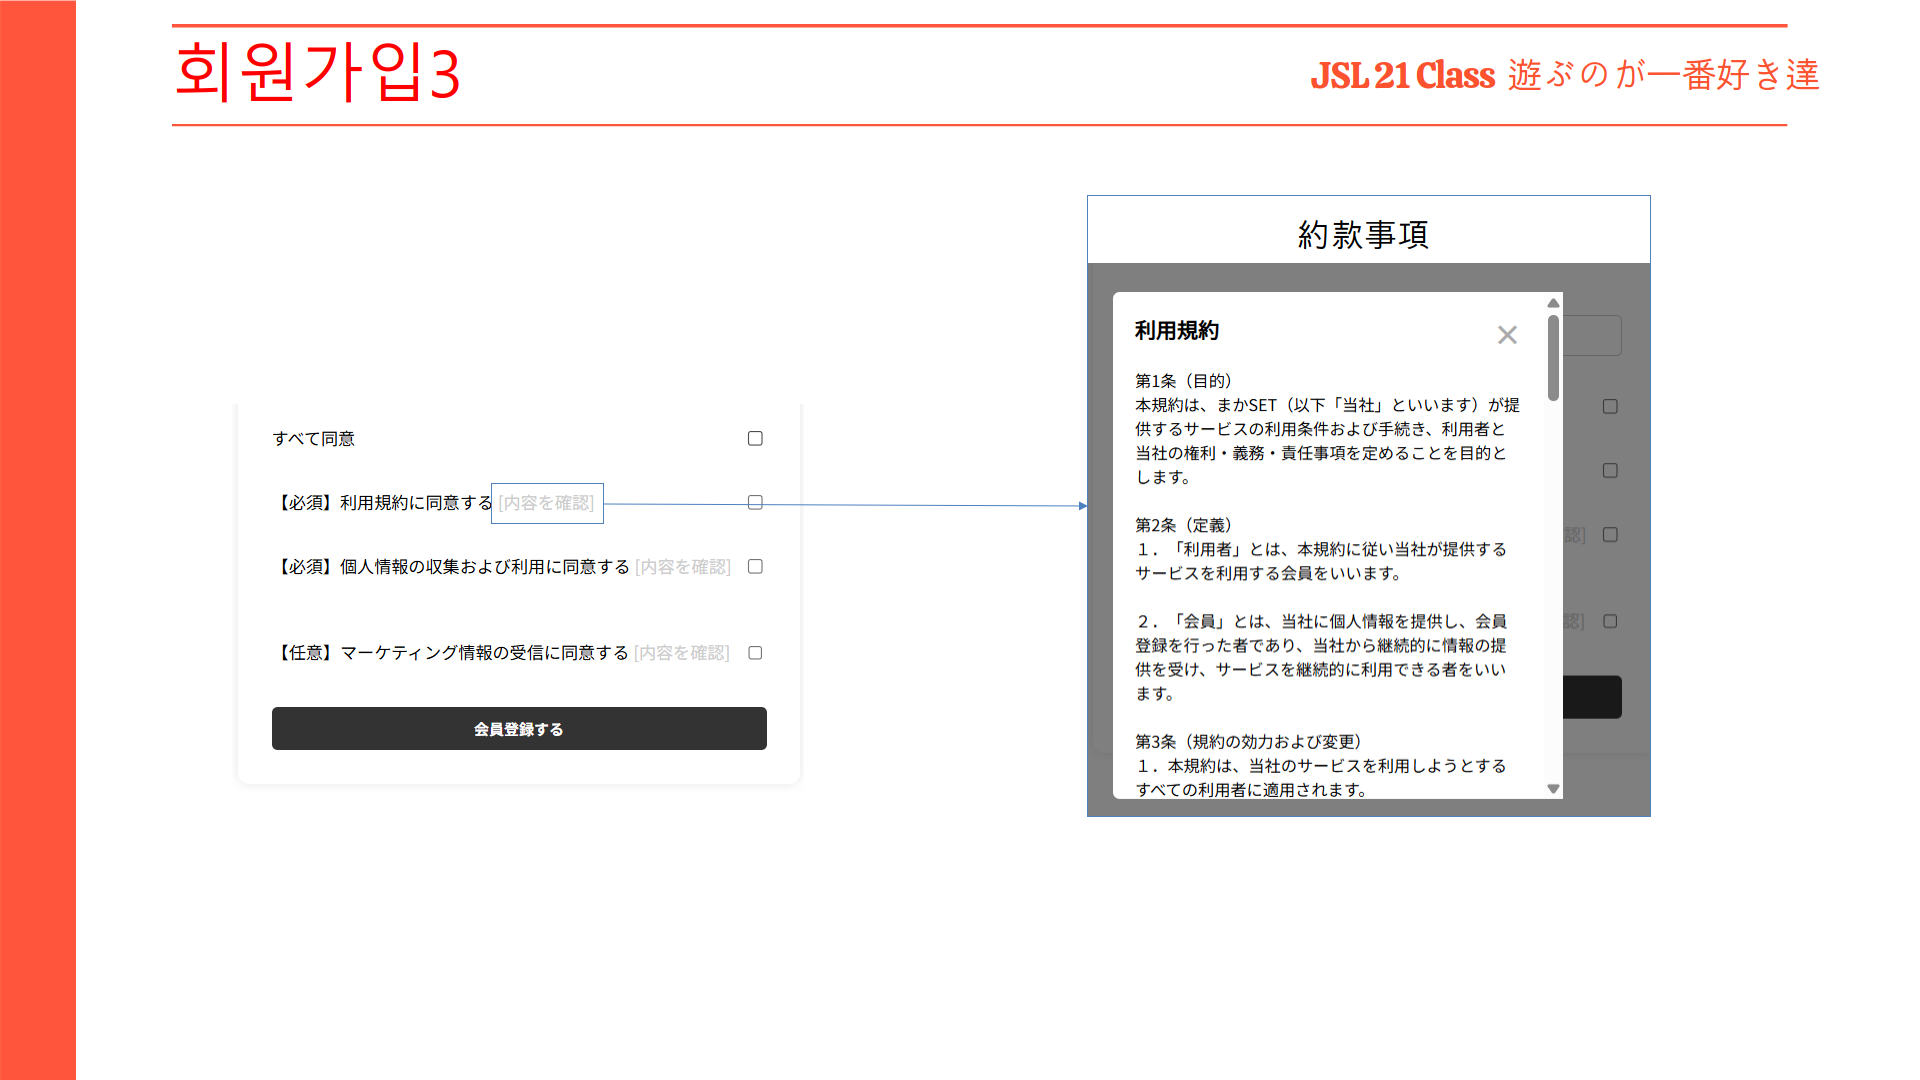 회원가입3
JSL 21 Class 遊ぶのが一番好き達
すべて同意
【必須】利用規約に同意する [内容を確認]
【必須】個人情報の収集および利用に同意する [内容を確認]
【任意】マーケティング情報の受信に同意する [内容を確認]
会員登録する
約款事項
利用規約
第1条（目的）
本規約は、まかSET（以下「当社」といいます）が提
供するサービスの利用条件および手続き、利用者と
当社の権利・義務・責任事項を定めることを目的と
します。
第2条（定義）
１．「利用者」とは、本規約に従い当社が提供する
サービスを利用する会員をいいます。
２．「会員」とは、当社に個人情報を提供し、会員
登録を行った者であり、当社から継続的に情報の提
供を受け、サービスを継続的に利用できる者をいい
ます。
第3条（規約の効力および変更）
１．本規約は、当社のサービスを利用しようとする
すべての利用者に適用されます。
認]
認]